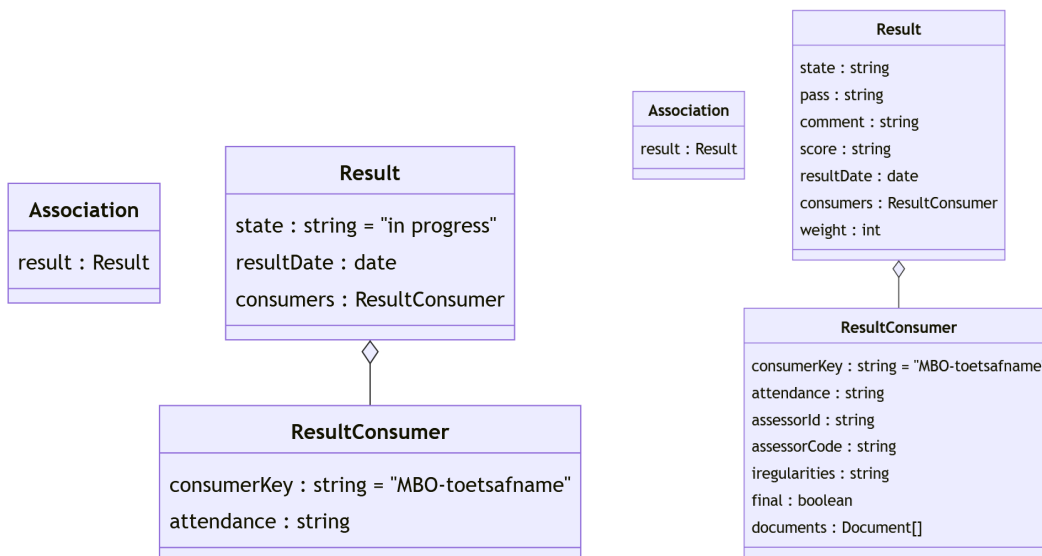 Association
result : Result
Result
state : string = "in progress"
resultDate : date
consumers : ResultConsumer
ResultConsumer
consumerKey : string = "MBO-toetsafname"
attendance : string
Association
result : Result
Result
state : string
pass : string
comment : string
score : string
resultDate : date
consumers : ResultConsumer
weight : int
ResultConsumer
consumerKey : string = "MBO-toetsafname
attendance : string
assessorId : string
assessorCode : string
iregularities : string
final : boolean
documents : Document[]